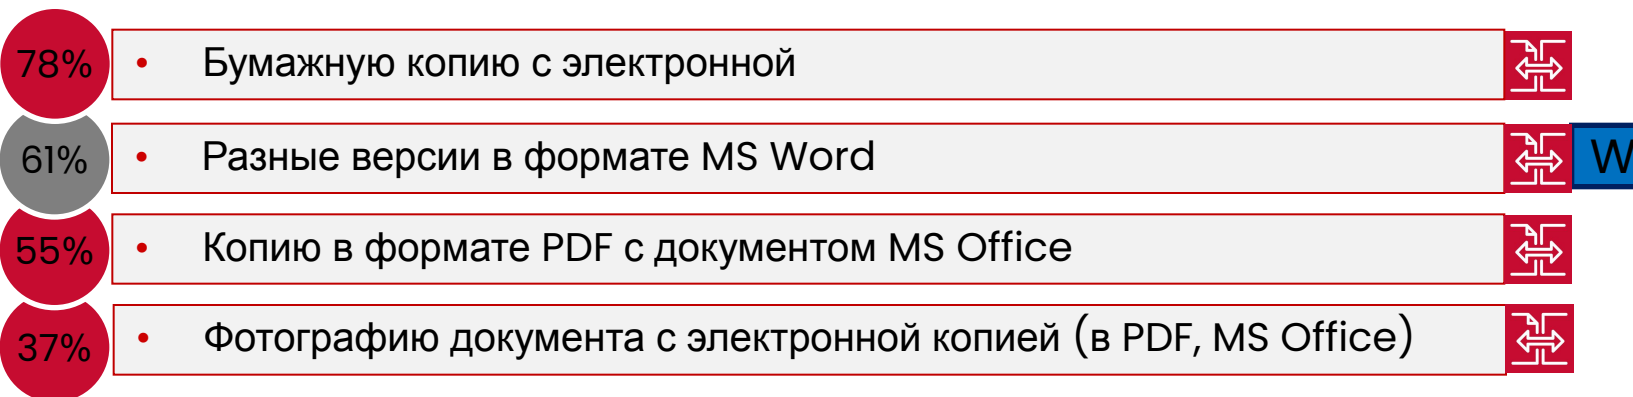 78% • Бумажную копию с электронной
61% • Разные версии в формате MS Word W
55% • Копию в формате PDF с документом MS Office
37% • Фотографию документа с электронной копией (в PDF, MS Office)